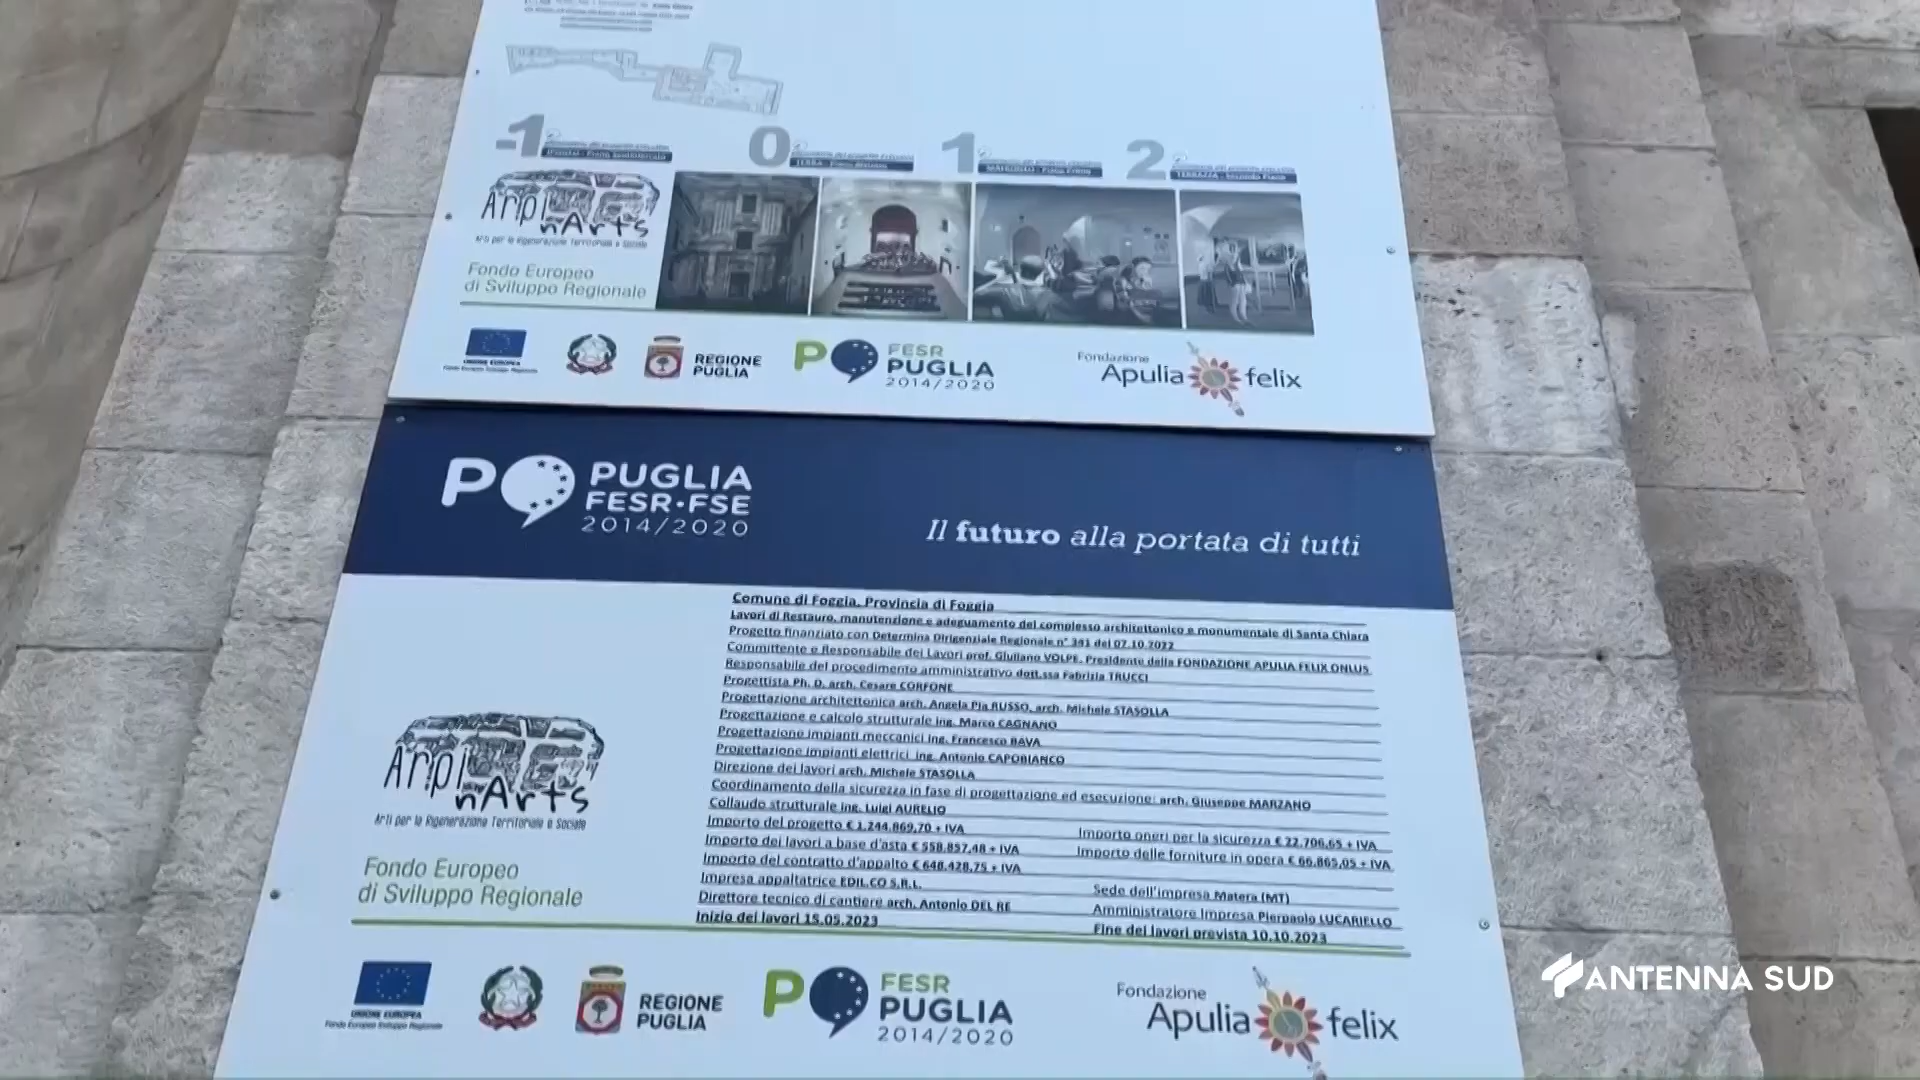 -1
0
1
2
TERRA - Piano
TERRAZZA - Secondo Piano
Arpi
nArts
Arti per la Rigenerazione Territoriale e Sociale
Fondo Europeo
di Sviluppo Regionale
UNIONE EUROPEA
Fondo Europeo Sviluppo Regionale
REGIONE
PUGLIA
PO FESR
PUGLIA
2014/2020
Fondazione
Apulia felix
PO PUGLIA
FESR•FSE
2014/2020
Il futuro alla portata di tutti
Comune di Foggia, Provincia di Foggia
Lavori di Restauro, manutenzione e adeguamento del complesso architettonico e monumentale di Santa Chiara
Progetto finanziato con Determina Dirigenziale Regionale n° 341 del 07.10.2022
Committente e Responsabile dei Lavori prof. Giuliano VOLPE, Presidente della FONDAZIONE APULIA FELIX ONLUS
Responsabile del procedimento amministrativo dott.ssa Fabrizia TRUCCI
Progettista Ph. D. arch. Cesare CORFONE
Progettazione architettonica arch. Angela Pia RUSSO, arch. Michele STASOLLA
Progettazione e calcolo strutturale ing. Marco CAGNANO
Progettazione impianti meccanici ing. Francesco BAVA
Progettazione impianti elettrici ing. Antonio CAPOBIANCO
Direzione dei lavori arch. Michele STASOLLA
Coordinamento della sicurezza in fase di progettazione ed esecuzione: arch. Giuseppe MARZANO
Collaudo strutturale ing. Luigi AURELIO
Importo del progetto € 1.244.869,70 + IVA
Importo oneri per la sicurezza € 22.706,65 + IVA
Importo dei lavori a base d'asta € 558.857,48 + IVA
Importo delle forniture in opera € 66.865,05 + IVA
Importo del contratto d'appalto € 648.428,75 + IVA
Impresa appaltatrice EDIL.CO S.R.L.
Sede dell'impresa Matera (MT)
Direttore tecnico di cantiere arch. Antonio DEL RE
Amministratore Impresa Pierpaolo LUCARIELLO
Inizio dei lavori 15.05.2023
Fine dei lavori prevista 10.10.2023
Arpi
nArts
Arti per la Rigenerazione Territoriale e Sociale
Fondo Europeo
di Sviluppo Regionale
UNIONE EUROPEA
Fondo Europeo Sviluppo Regionale
REGIONE
PUGLIA
PO FESR
PUGLIA
2014/2020
Fondazione
Apulia felix
ANTENNA SUD